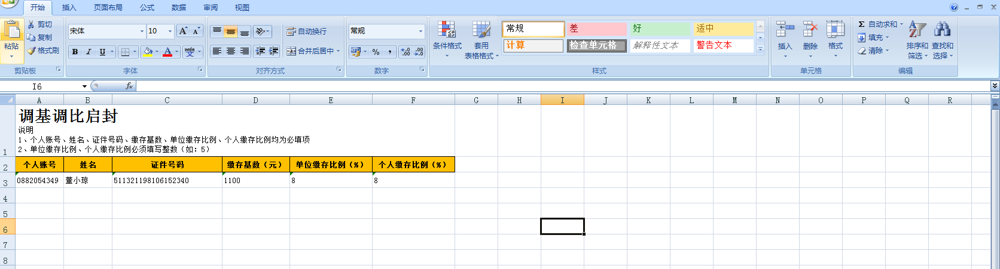 开始 插入 页面布局 公式 数据 审阅 视图
剪切
复制
格式刷
粘贴
剪贴板
宋体 10
B I U
字体
自动换行
合并后居中
对齐方式
常规
数字
条件格式
套用
表格格式
常规 差 好 适中
计算 检查单元格 解释性文本 警告文本
样式
插入 删除 格式
单元格
Σ 自动求和
填充
清除
排序和
筛选
查找和
选择
编辑
I6 fx
A B C D E F G H I J K L M N O P Q R
调基调比启封
说明
1、个人账号、姓名、证件号码、缴存基数、单位缴存比例、个人缴存比例均为必填项
2、单位缴存比例、个人缴存比例必须填写整数（如：5）
1
2 个人账号 姓名 证件号码 缴存基数（元） 单位缴存比例（%） 个人缴存比例（%）
3 0882054349 董小琼 511321198106152340 1100 8 8
4
5
6
7
8